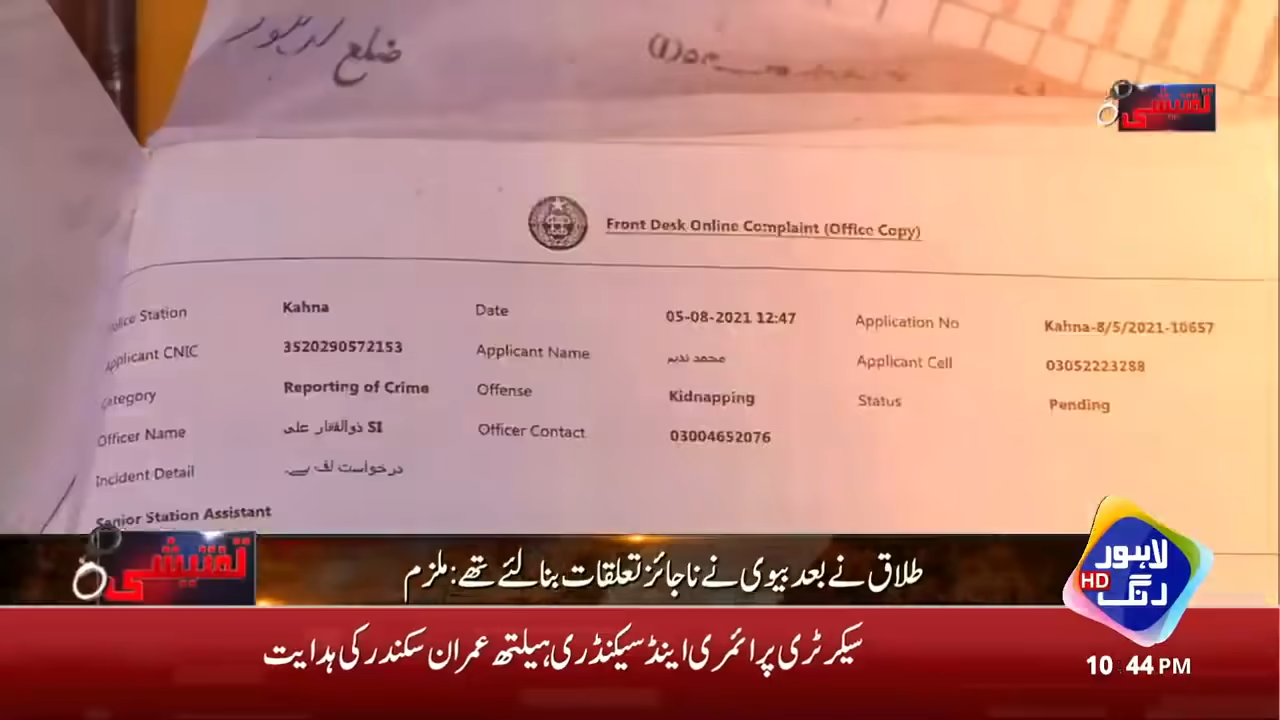 ضلع لاہور
تفتیشی
Front Desk Online Complaint (Office Copy)
Police Station Kahna Date 05-08-2021 12:47 Application No Kahna-8/5/2021-10657
Applicant CNIC 3520290572153 Applicant Name محمد ندیم Applicant Cell 03052223288
Category Reporting of Crime Offense Kidnapping Status Pending
Officer Name SI ذوالفقار علی Officer Contact 03004652076
Incident Detail درخواست لف ہے۔
Senior Station Assistant
تفتیشی
طلاق نے بعد بیوی نے ناجائز تعلقات بنا لئے تھے: ملزم
لاہور
HD رنگ
سیکرٹری پرائمری اینڈ سیکنڈری ہیلتھ عمران سکندر کی ہدایت
10 44 PM